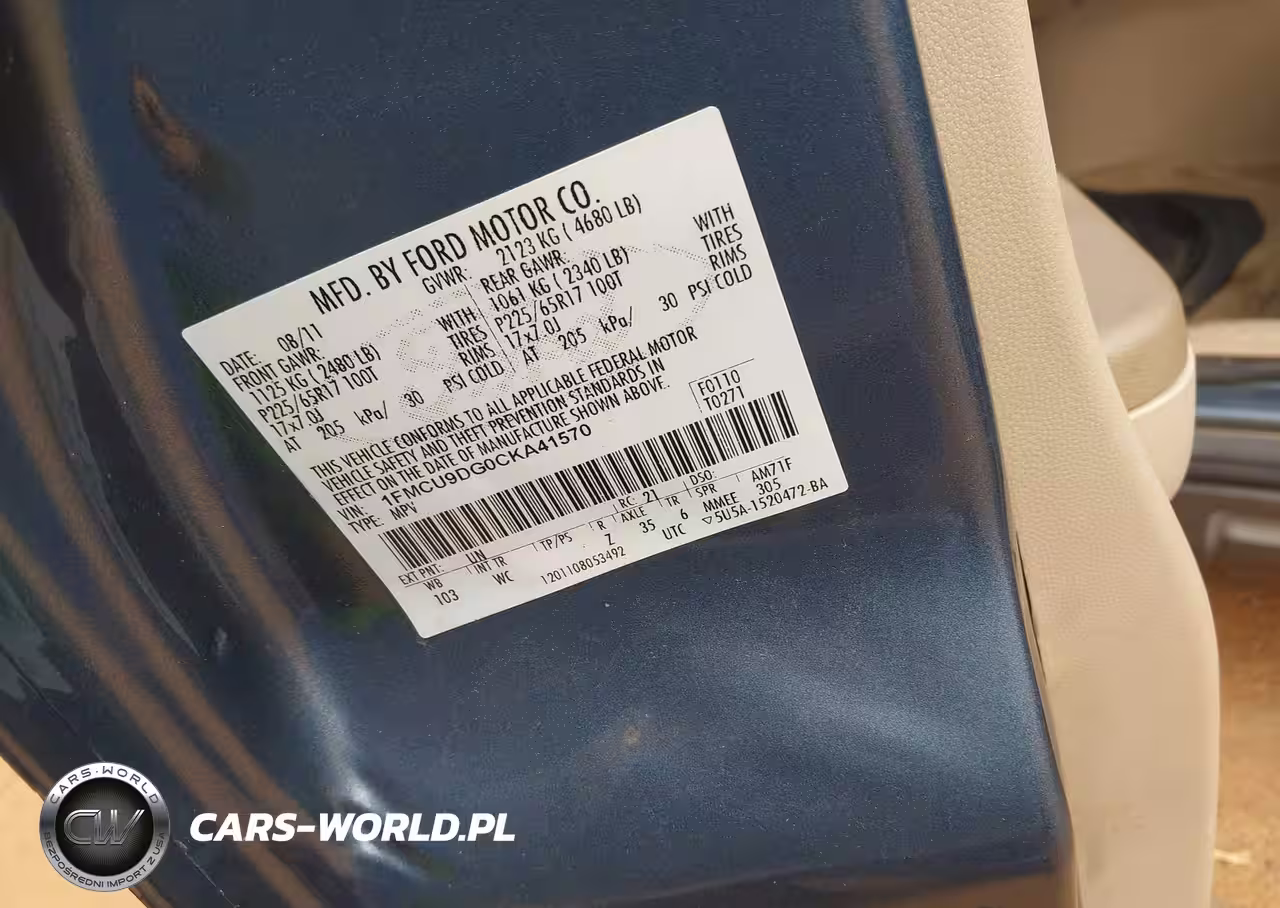 MFD. BY FORD MOTOR CO.
DATE: 08/11 GVWR: 2123 KG ( 4680 LB)
FRONT GAWR: REAR GAWR:
1125 KG ( 2480 LB) WITH 1061 KG ( 2340 LB) WITH
P225/65R17 100T TIRES P225/65R17 100T TIRES
17x7.0J RIMS 17x7.0J RIMS
AT 205 kPa/ 30 PSI COLD AT 205 kPa/ 30 PSI COLD
THIS VEHICLE CONFORMS TO ALL APPLICABLE FEDERAL MOTOR
VEHICLE SAFETY AND THEFT PREVENTION STANDARDS IN
EFFECT ON THE DATE OF MANUFACTURE SHOWN ABOVE.
VIN: 1FMCU9DG0CKA41570 F0110
TYPE: MPV T0271
EXT PNT: UN RC: 21 DSO: AM71F
WB INT TR TP/PS R AXLE TR SPR MMEE 305
103 WC Z 35 6
1201108053492 UTC ▽5U5A-1520472-BA
CARS-WORLD
CW
BEZPOŚREDNI IMPORT Z USA
CARS-WORLD.PL